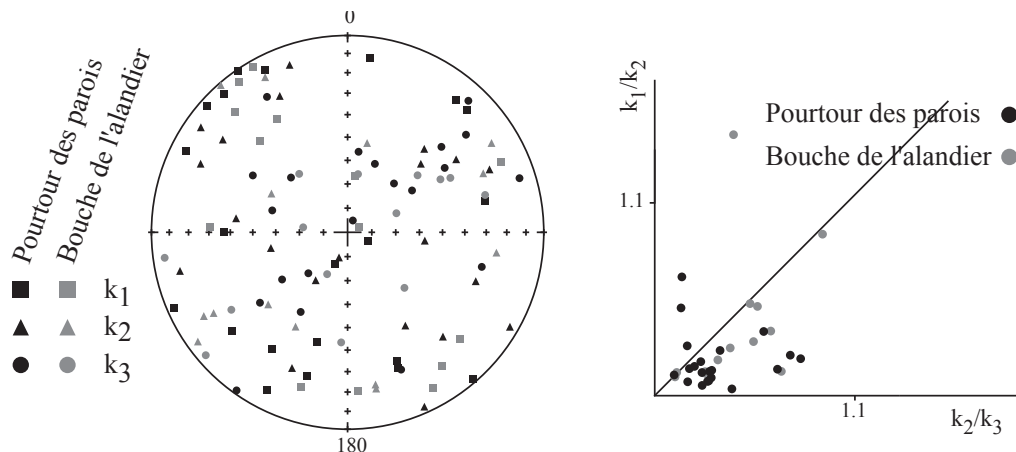 Pourtour des parois
Bouche de l'alandier
k1
k2
k3
0
180
k1/k2
1.1
Pourtour des parois
Bouche de l'alandier
1.1
k2/k3